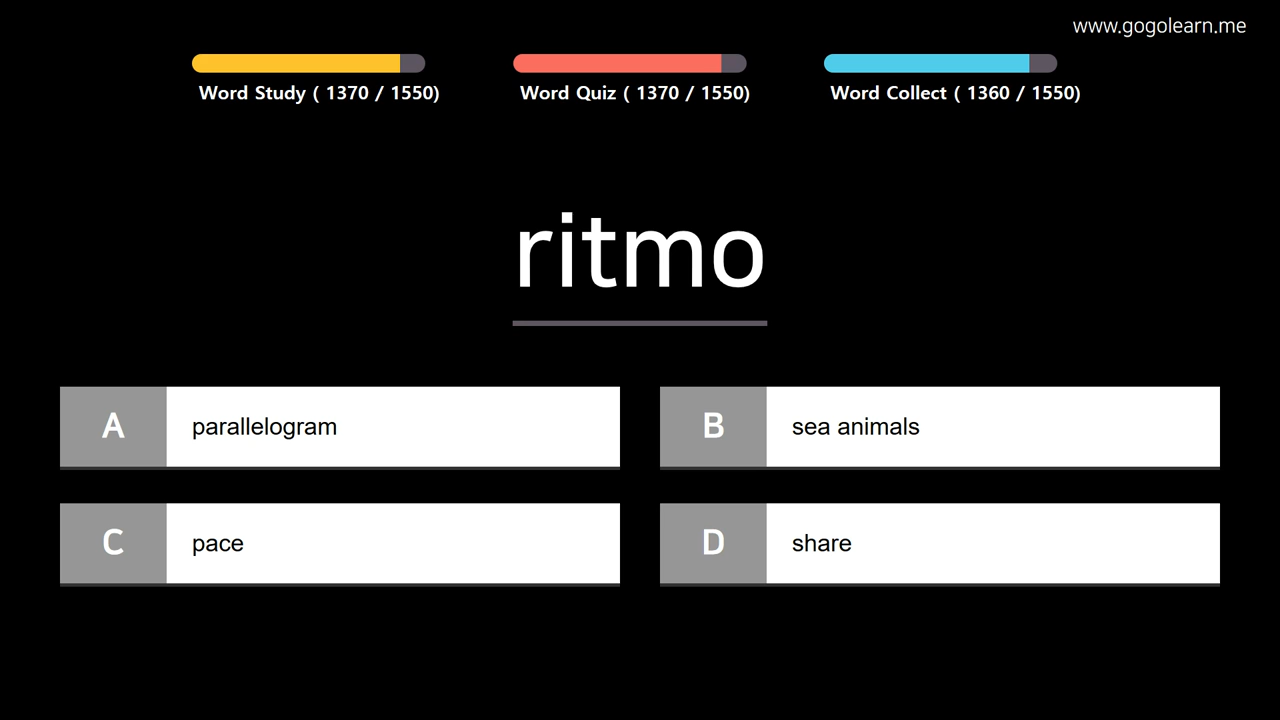 www.gogolearn.me
Word Study ( 1370 / 1550)
Word Quiz ( 1370 / 1550)
Word Collect ( 1360 / 1550)
ritmo
A parallelogram
B sea animals
C pace
D share